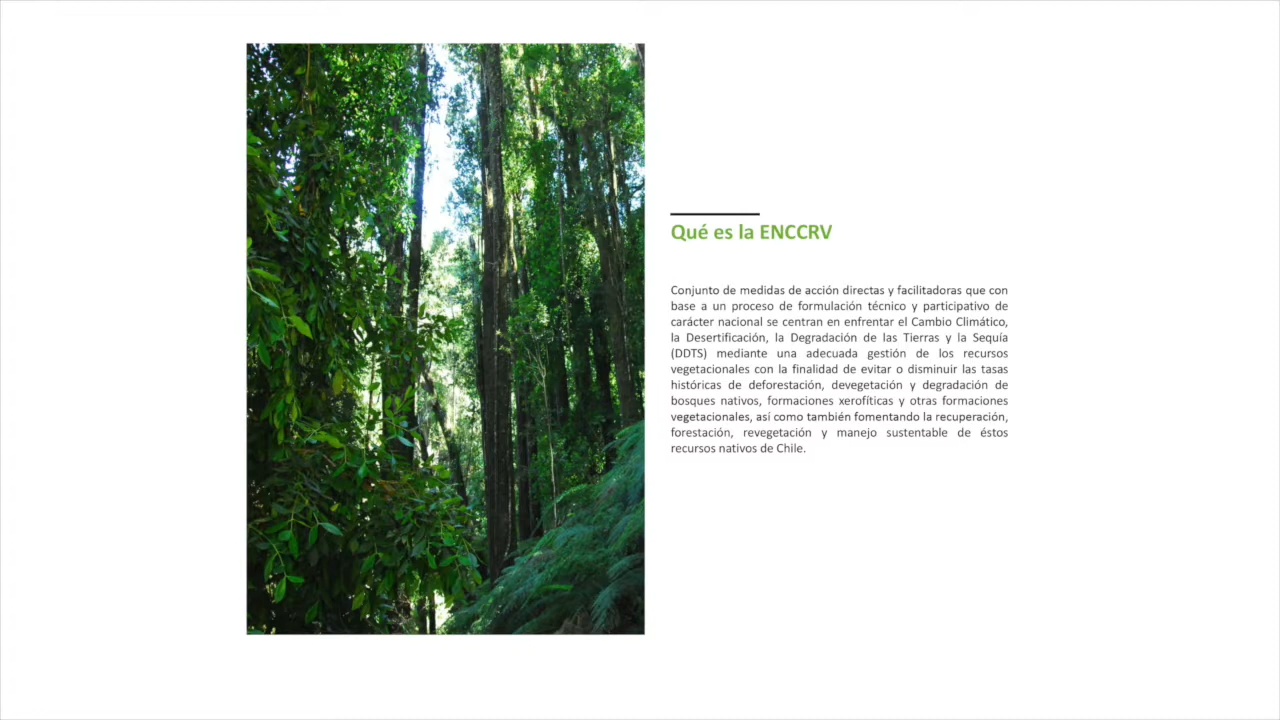 Qué es la ENCCRV
Conjunto de medidas de acción directas y facilitadoras que con
base a un proceso de formulación técnico y participativo de
carácter nacional se centran en enfrentar el Cambio Climático,
la Desertificación, la Degradación de las Tierras y la Sequía
(DDTS) mediante una adecuada gestión de los recursos
vegetacionales con la finalidad de evitar o disminuir las tasas
históricas de deforestación, devegetación y degradación de
bosques nativos, formaciones xerofíticas y otras formaciones
vegetacionales, así como también fomentando la recuperación,
forestación, revegetación y manejo sustentable de éstos
recursos nativos de Chile.